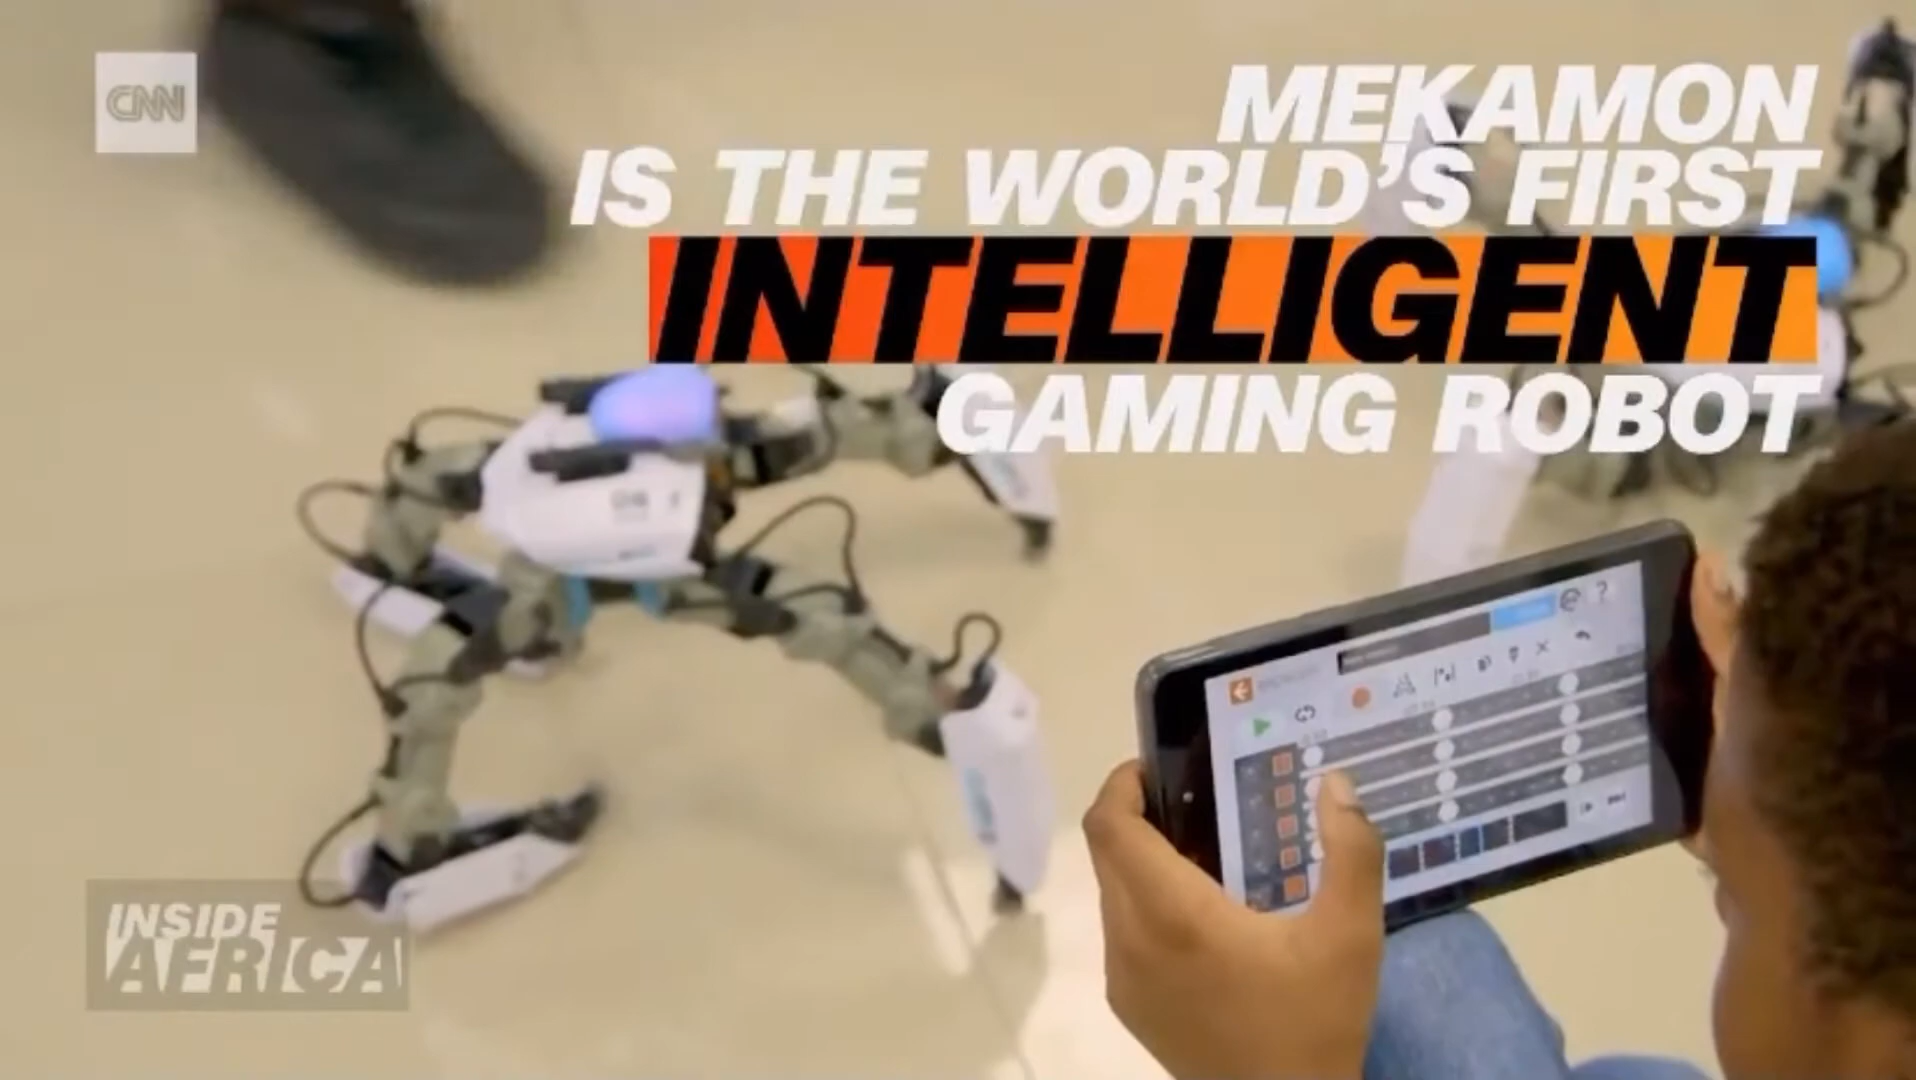 CNN
MEKAMON
IS THE WORLD'S FIRST
INTELLIGENT
GAMING ROBOT
?
INSIDE
AFRICA